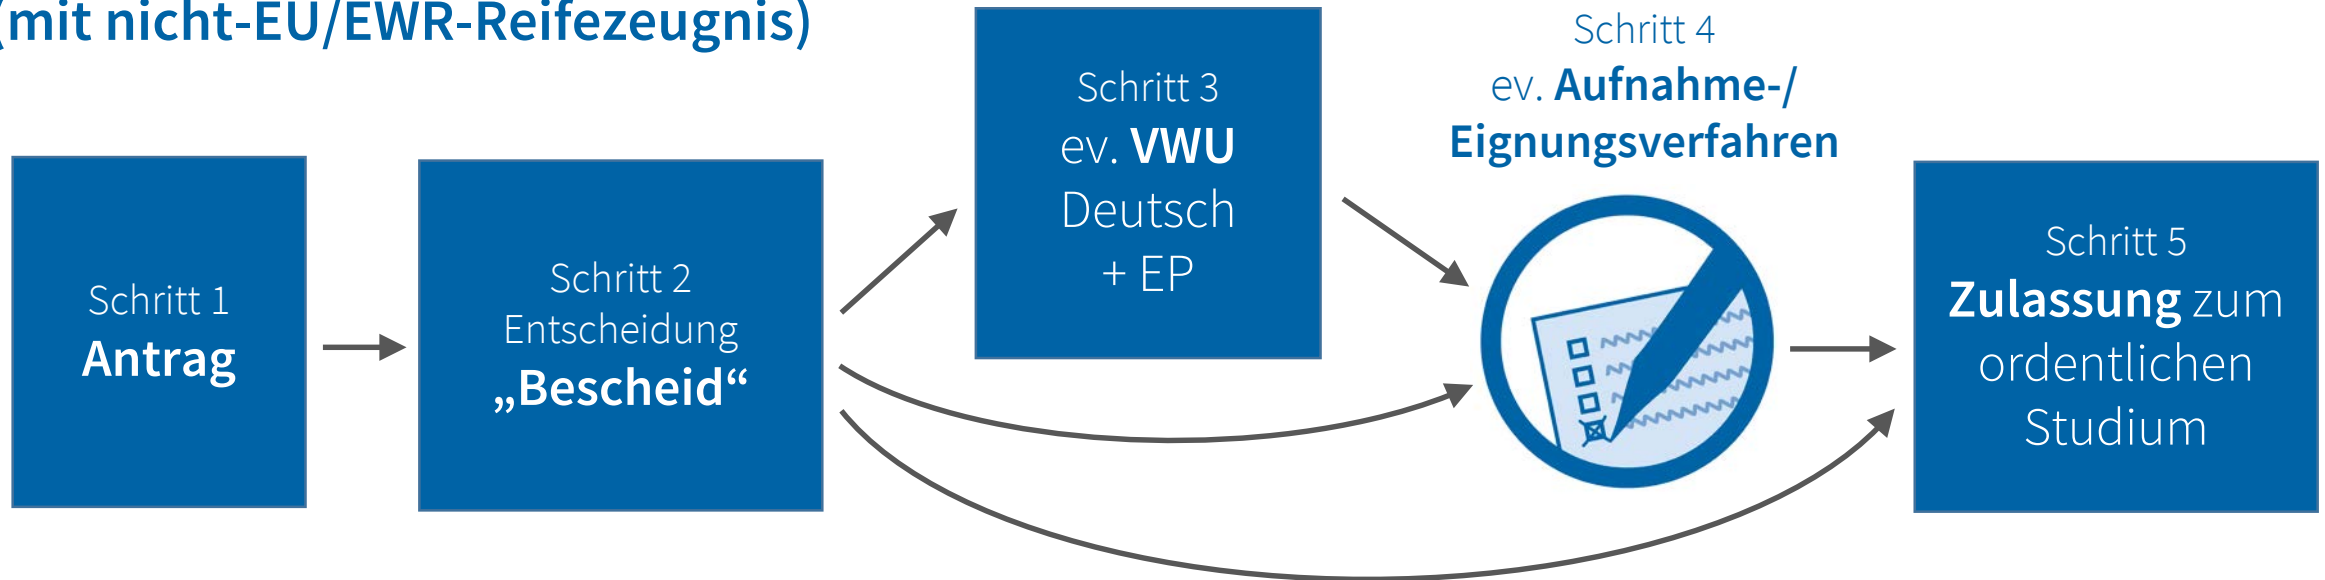 (mit nicht-EU/EWR-Reifezeugnis)
Schritt 1
Antrag
Schritt 2
Entscheidung
„Bescheid“
Schritt 3
ev. VWU
Deutsch
+ EP
Schritt 4
ev. Aufnahme-/
Eignungsverfahren
Schritt 5
Zulassung zum
ordentlichen
Studium